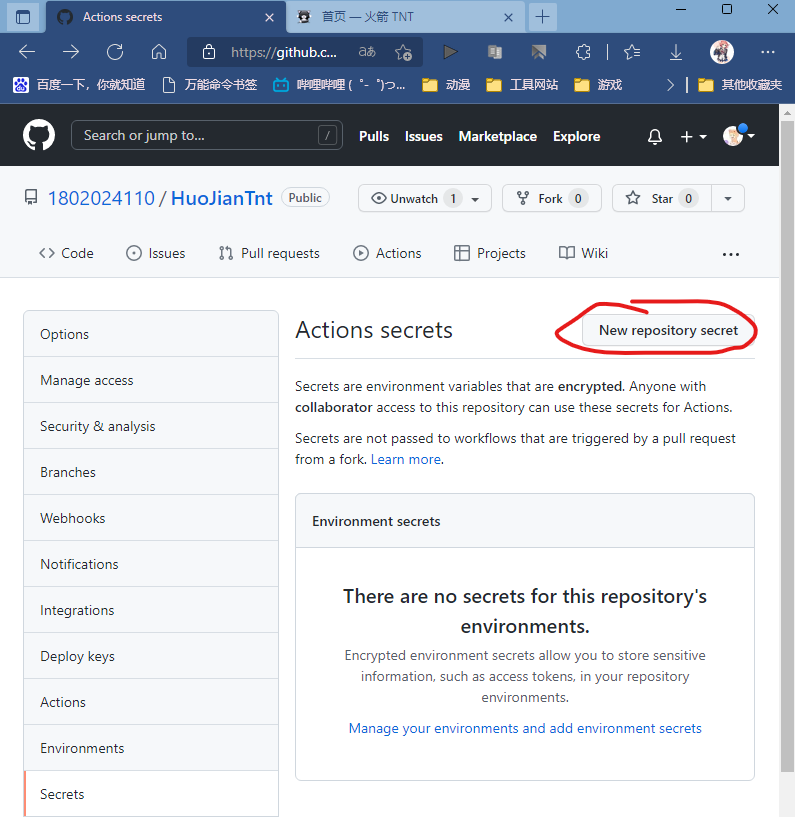 Actions secrets
首页 — 火箭 TNT
https://github.c...
aあ
百度一下，你就知道
万能命令书签
哔哩哔哩 ( ゜- ゜)つ...
动漫
工具网站
游戏
其他收藏夹
Search or jump to...
/
Pulls
Issues
Marketplace
Explore
1802024110 / HuoJianTnt
Public
Unwatch 1
Fork 0
Star 0
Code
Issues
Pull requests
Actions
Projects
Wiki
Options
Manage access
Security & analysis
Branches
Webhooks
Notifications
Integrations
Deploy keys
Actions
Environments
Secrets
Actions secrets
New repository secret
Secrets are environment variables that are encrypted. Anyone with
collaborator access to this repository can use these secrets for Actions.
Secrets are not passed to workflows that are triggered by a pull request
from a fork. Learn more.
Environment secrets
There are no secrets for this repository's
environments.
Encrypted environment secrets allow you to store sensitive
information, such as access tokens, in your repository
environments.
Manage your environments and add environment secrets